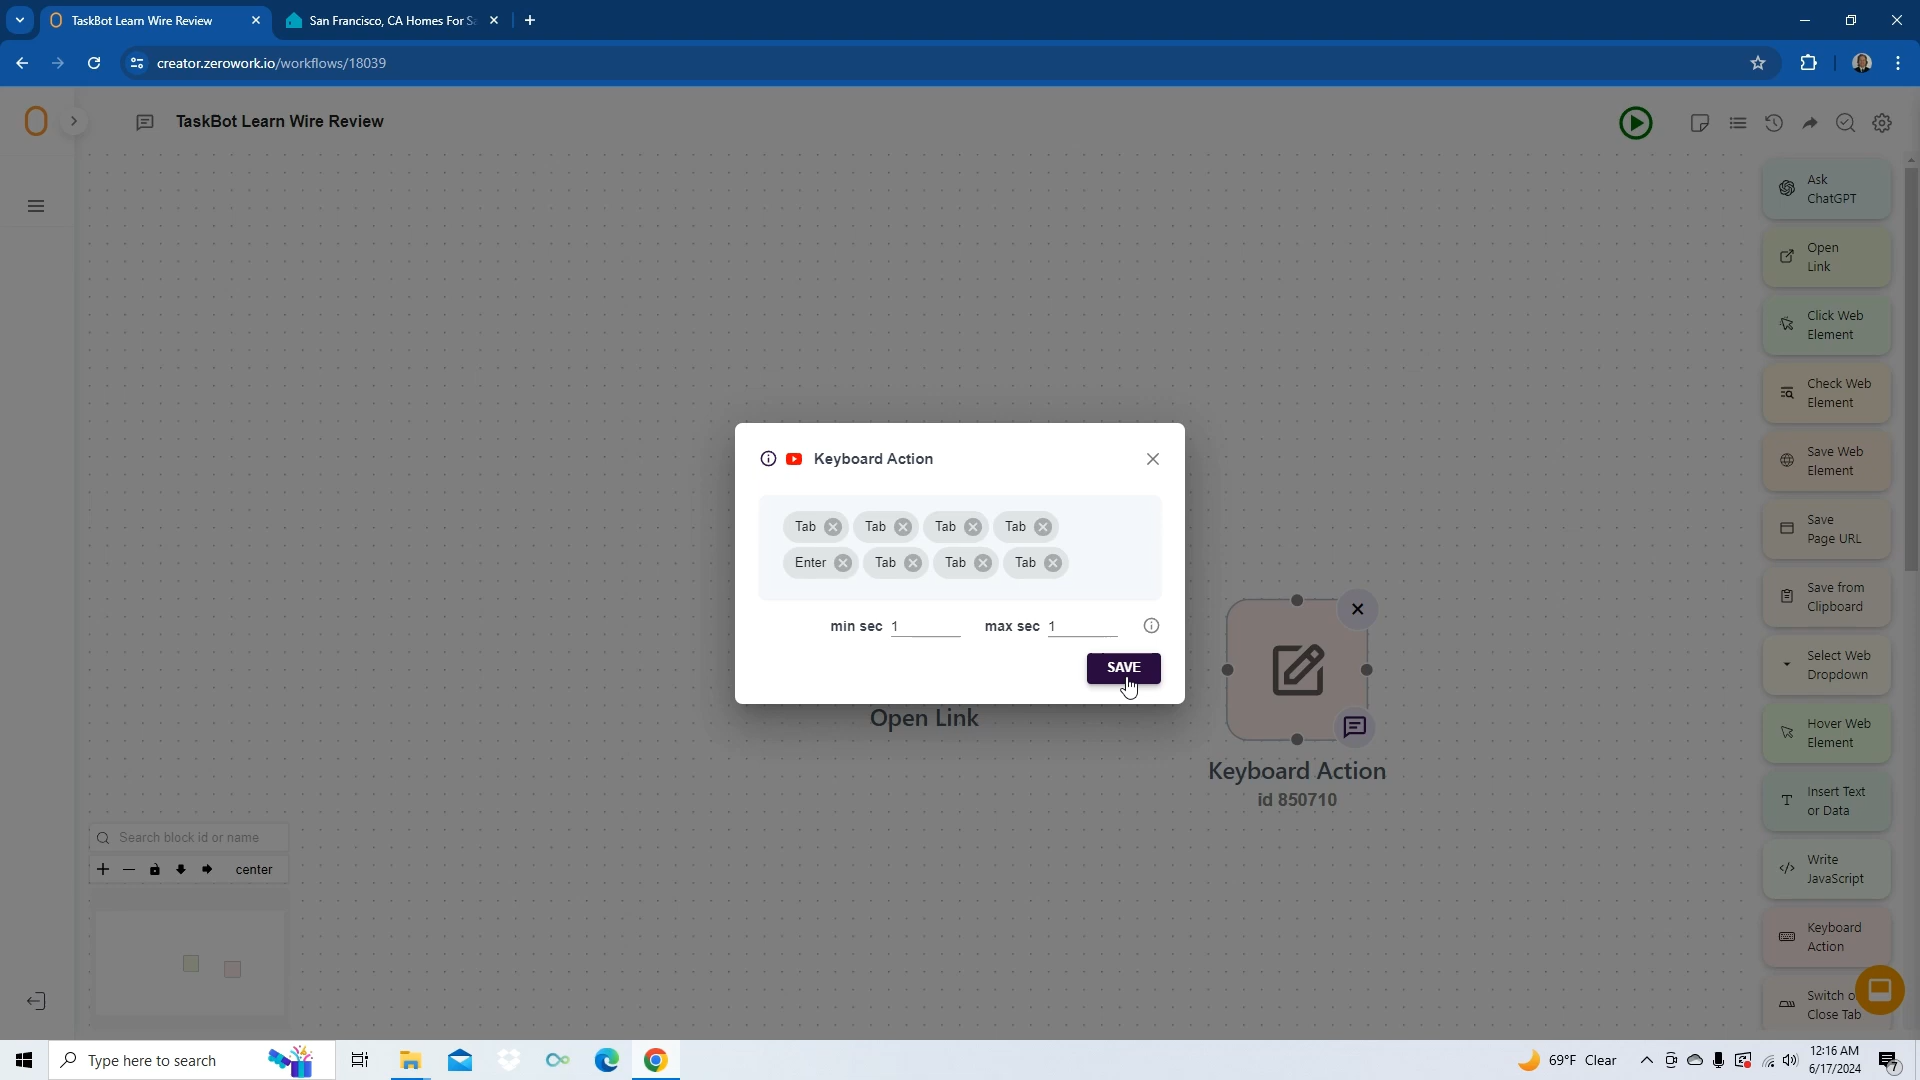 TaskBot Learn Wire Review
San Francisco, CA Homes For Sa
creator.zerowork.io/workflows/18039
TaskBot Learn Wire Review
Ask
ChatGPT
Open
Link
Click Web
Element
Check Web
Element
Save Web
Element
Save
Page URL
Save from
Clipboard
Select Web
Dropdown
Hover Web
Element
Insert Text
or Data
Write
JavaScript
Keyboard
Action
Switch o
Close Tab
Keyboard Action
Tab Tab Tab Tab
Enter Tab Tab Tab
min sec 1 max sec 1
SAVE
Open Link
Keyboard Action
id 850710
Search block id or name
center
Type here to search
69°F Clear
12:16 AM
6/17/2024
7